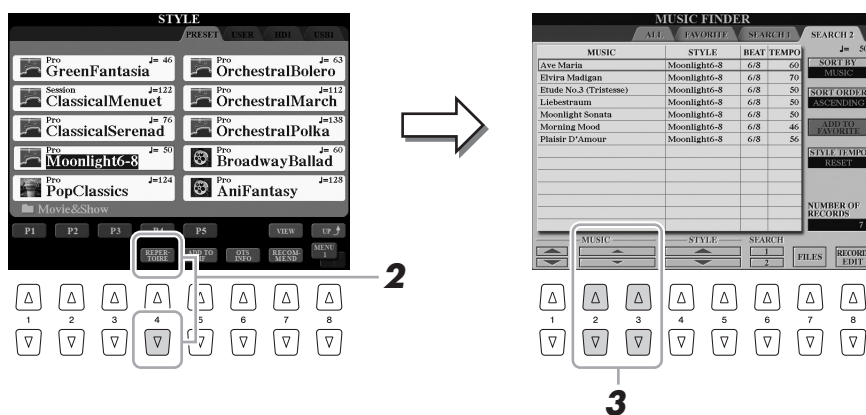 STYLE
PRESET USER HD1 USB1
Pro ♩= 46
GreenFantasia
Pro ♩= 63
OrchestralBolero
Session ♩=122
ClassicalMenuet
Pro ♩=112
OrchestralMarch
Pro ♩= 76
ClassicalSerenad
Pro ♩=138
OrchestralPolka
Pro ♩= 50
Moonlight6-8
Pro
BroadwayBallad
Pro ♩=124
PopClassics
Pro ♩=128
AniFantasy
Movie&Show
P1 P2 P3 P4 P5 VIEW UP
REPER-
TOIRE
ADD TO
MF
OTS
INFO
RECOM-
MEND
MENU
1
2
1 2 3 4 5 6 7 8
MUSIC FINDER
ALL FAVORITE SEARCH 1 SEARCH 2
MUSIC STYLE BEAT TEMPO
Ave Maria Moonlight6-8 6/8 60
Elvira Madigan Moonlight6-8 6/8 70
Etude No.3 (Tristesse) Moonlight6-8 6/8 50
Liebestraum Moonlight6-8 6/8 50
Moonlight Sonata Moonlight6-8 6/8 50
Morning Mood Moonlight6-8 6/8 46
Plaisir D'Amour Moonlight6-8 6/8 56
♩= 50
SORT BY
MUSIC
SORT ORDER
ASCENDING
ADD TO
FAVORITE
STYLE TEMPO
RESET
NUMBER OF
RECORDS
7
MUSIC STYLE SEARCH
1
2
FILES
RECORD
EDIT
1 2 3 4 5 6 7 8
3